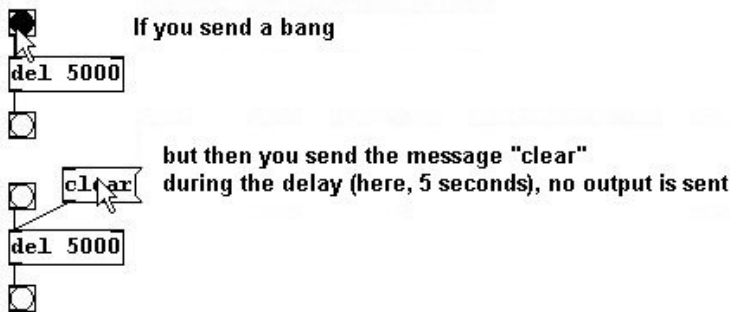 If you send a bang
del 5000
but then you send the message "clear"
clear
during the delay (here, 5 seconds), no output is sent
del 5000